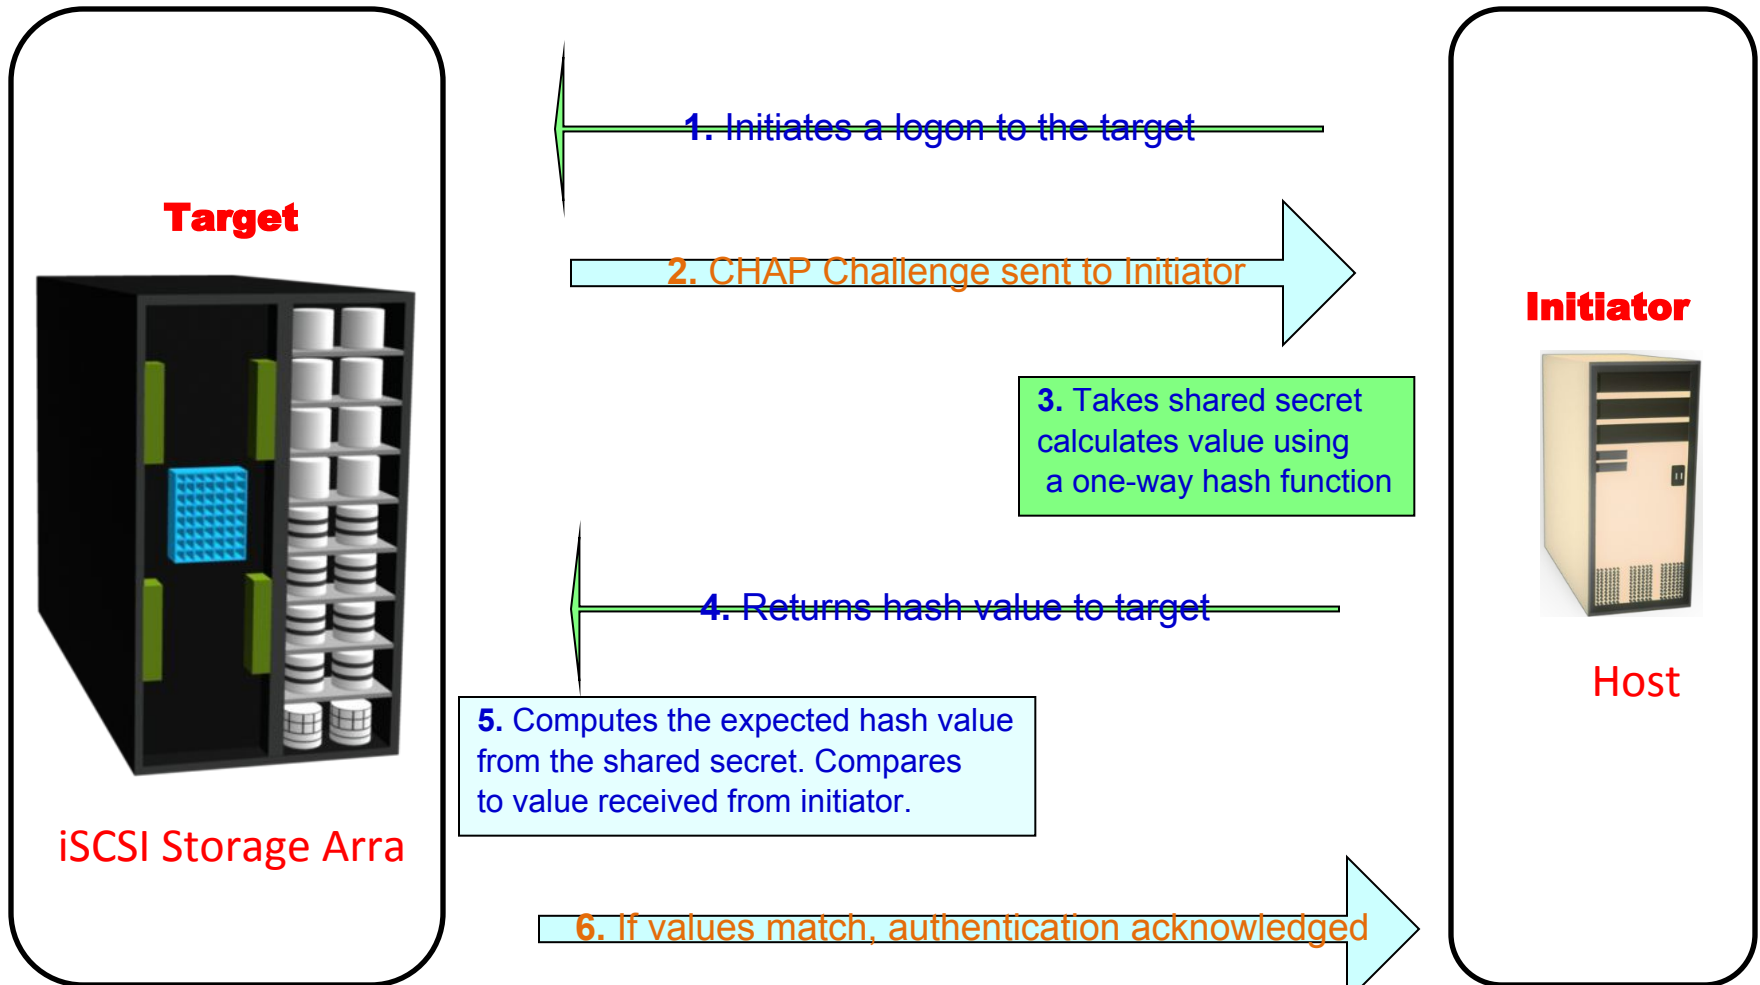 1. Initiates a logon to the target
Target
2. CHAP Challenge sent to Initiator
Initiator
3. Takes shared secret
calculates value using
a one-way hash function
4. Returns hash value to target
Host
5. Computes the expected hash value
from the shared secret. Compares
to value received from initiator.
iSCSI Storage Arra
6. If values match, authentication acknowledged